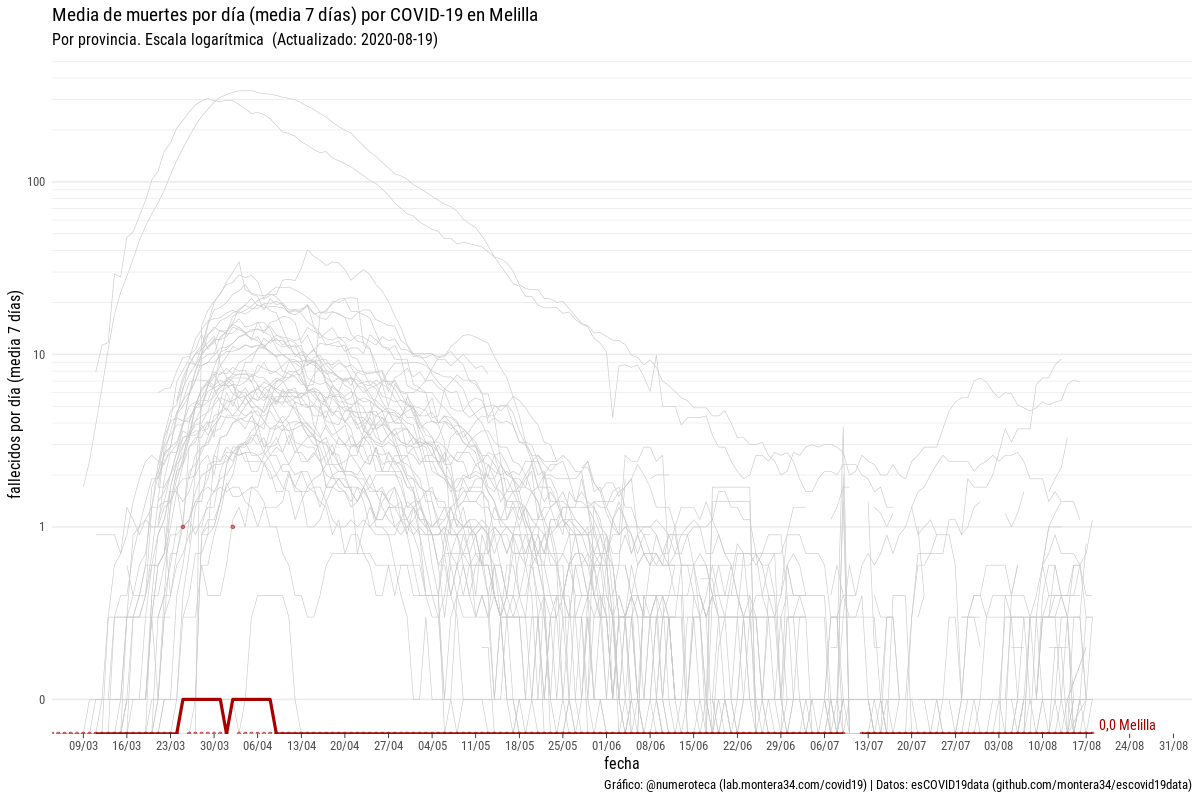 Media de muertes por día (media 7 días) por COVID-19 en Melilla
Por provincia. Escala logarítmica  (Actualizado: 2020-08-19)
fallecidos por día (media 7 días)
100
10
1
0
0,0 Melilla
09/03 16/03 23/03 30/03 06/04 13/04 20/04 27/04 04/05 11/05 18/05 25/05 01/06 08/06 15/06 22/06 29/06 06/07 13/07 20/07 27/07 03/08 10/08 17/08 24/08 31/08
fecha
Gráfico: @numeroteca (lab.montera34.com/covid19) | Datos: esCOVID19data (github.com/montera34/escovid19data)